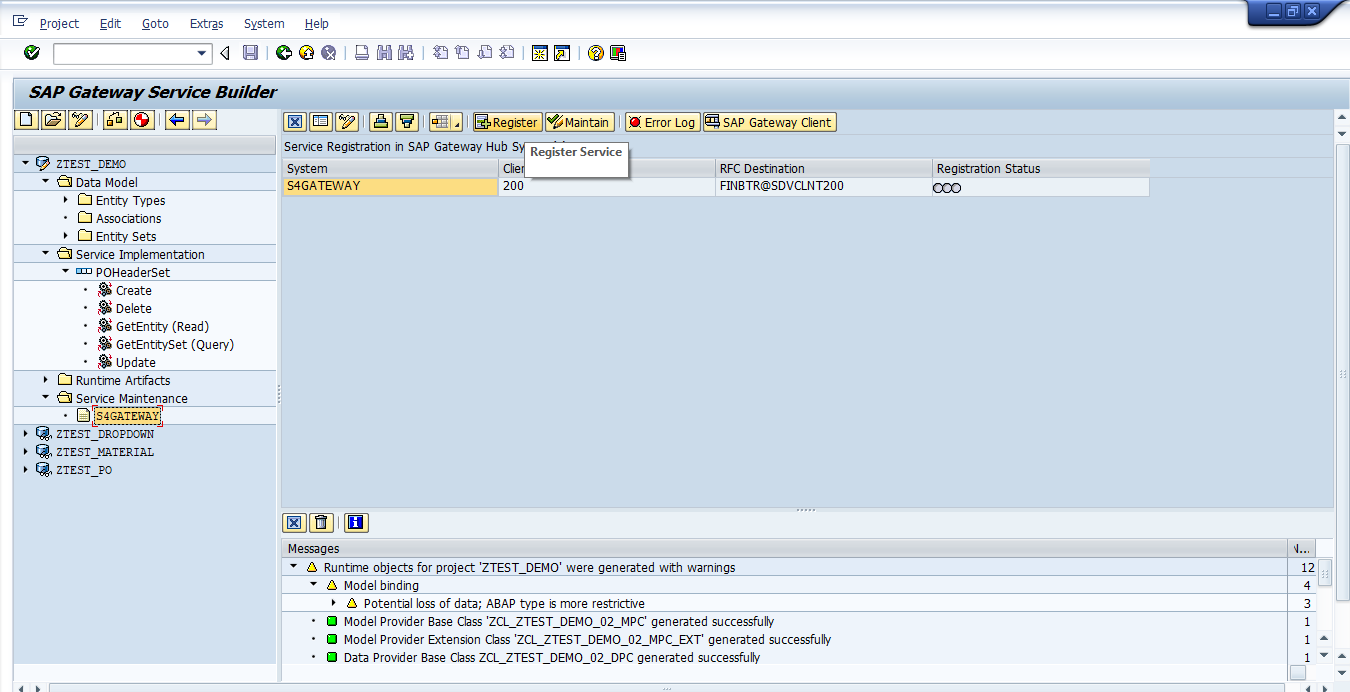 Project Edit Goto Extras System Help
SAP Gateway Service Builder
Register Maintain Error Log SAP Gateway Client
Service Registration in SAP Gateway Hub Sy
Register Service
System Clien RFC Destination Registration Status
S4GATEWAY 200 FINBTR@SDVCLNT200
ZTEST_DEMO
Data Model
Entity Types
Associations
Entity Sets
Service Implementation
POHeaderSet
Create
Delete
GetEntity (Read)
GetEntitySet (Query)
Update
Runtime Artifacts
Service Maintenance
S4GATEWAY
ZTEST_DROPDOWN
ZTEST_MATERIAL
ZTEST_PO
Messages N...
Runtime objects for project 'ZTEST_DEMO' were generated with warnings 12
Model binding 4
Potential loss of data; ABAP type is more restrictive 3
Model Provider Base Class 'ZCL_ZTEST_DEMO_02_MPC' generated successfully 1
Model Provider Extension Class 'ZCL_ZTEST_DEMO_02_MPC_EXT' generated successfully 1
Data Provider Base Class ZCL_ZTEST_DEMO_02_DPC generated successfully 1